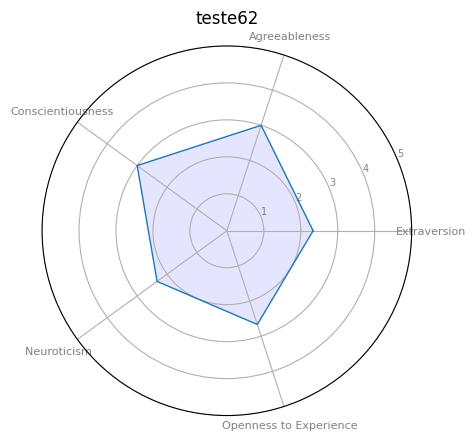 teste62
Agreeableness
Conscientiousness
5
4
3
2
1
Extraversion
Neuroticism
Openness to Experience